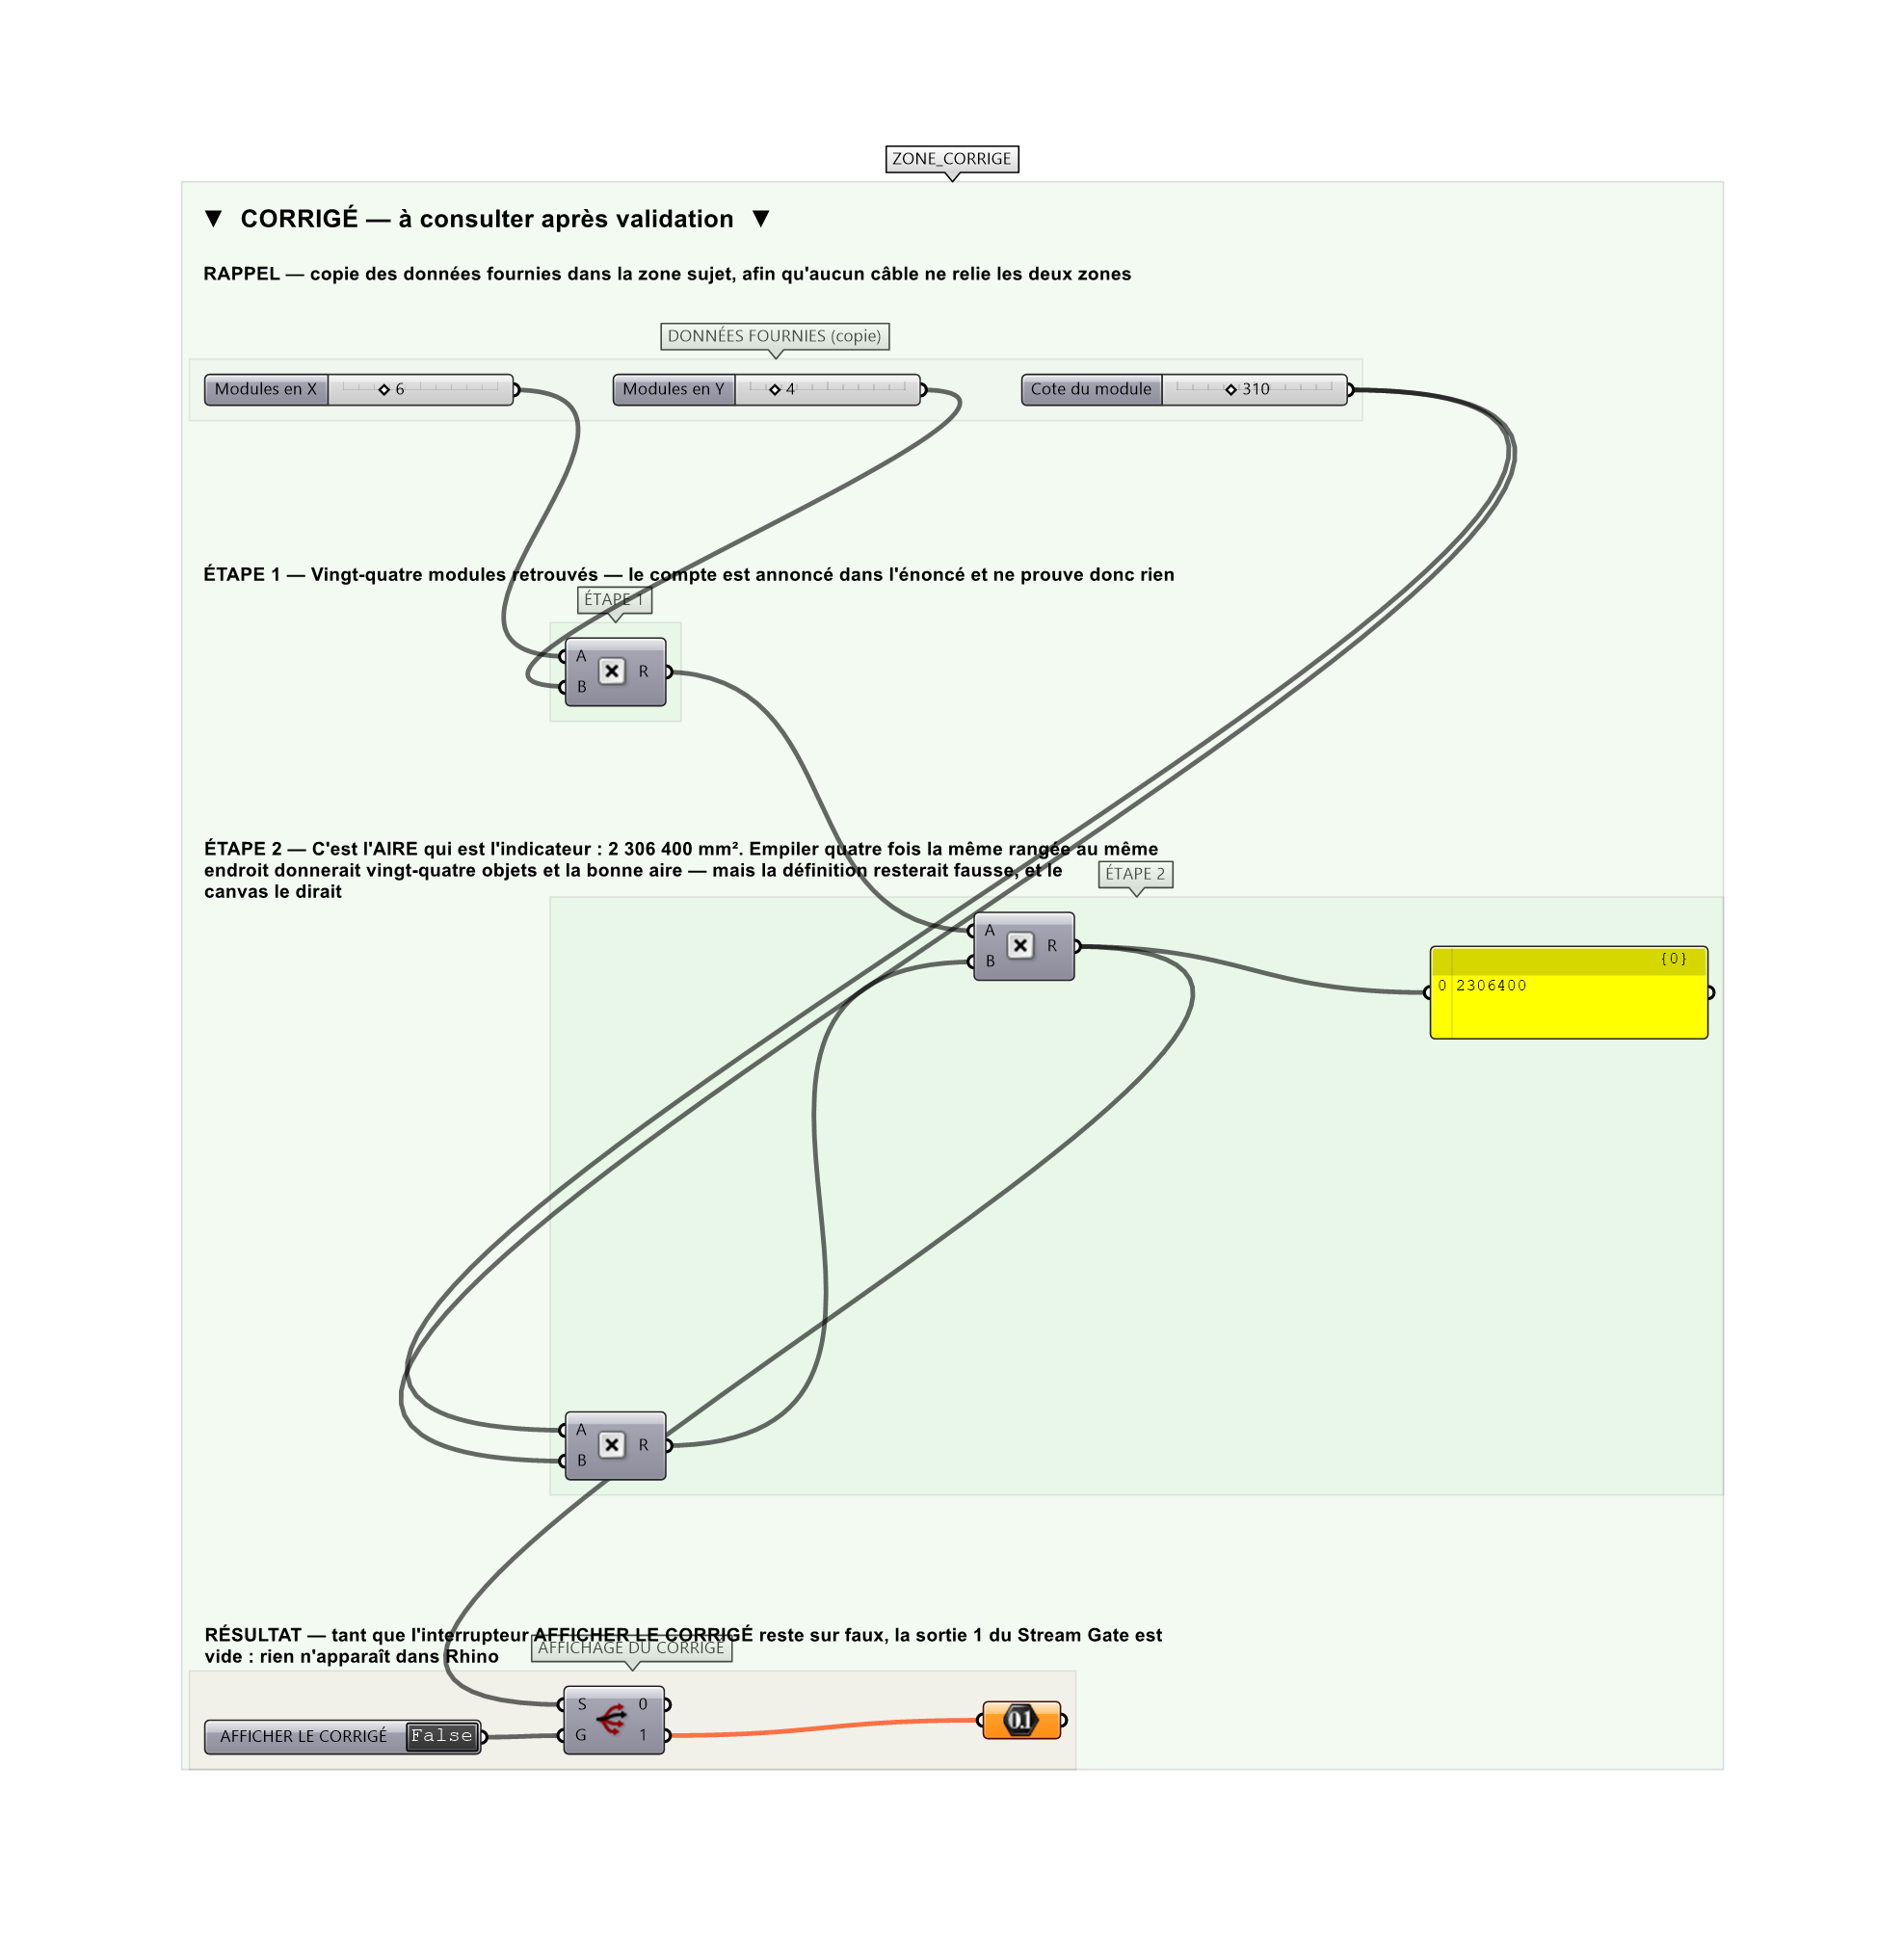 ZONE_CORRIGE
▼ CORRIGÉ — à consulter après validation ▼
RAPPEL — copie des données fournies dans la zone sujet, afin qu'aucun câble ne relie les deux zones
DONNÉES FOURNIES (copie)
Modules en X 6
Modules en Y 4
Cote du module 310
ÉTAPE 1 — Vingt-quatre modules retrouvés — le compte est annoncé dans l'énoncé et ne prouve donc rien
ÉTAPE 1
A
B
R
ÉTAPE 2 — C'est l'AIRE qui est l'indicateur : 2 306 400 mm². Empiler quatre fois la même rangée au même
endroit donnerait vingt-quatre objets et la bonne aire — mais la définition resterait fausse, et le
canvas le dirait
ÉTAPE 2
A
B
R
{0}
0 2306400
A
B
R
RÉSULTAT — tant que l'interrupteur AFFICHER LE CORRIGÉ reste sur faux, la sortie 1 du Stream Gate est
vide : rien n'apparaît dans Rhino
AFFICHAGE DU CORRIGÉ
AFFICHER LE CORRIGÉ False
S 0
G 1
0.1